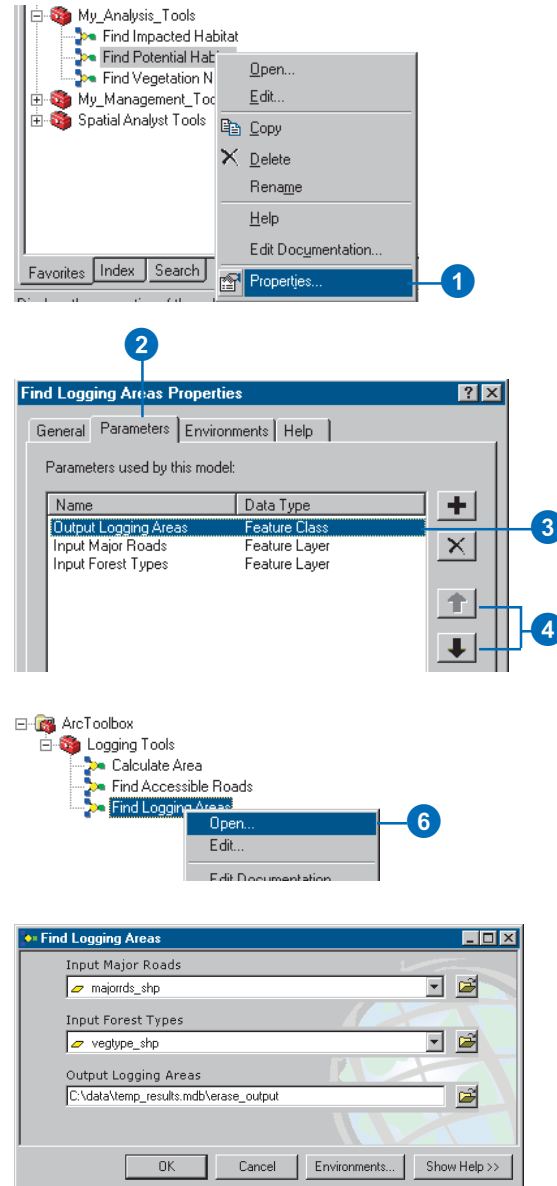 My_Analysis_Tools
Find Impacted Habitat
Find Potential Hab
Find Vegetation N
My_Management_Too
Spatial Analyst Tools
Open...
Edit...
Copy
Delete
Rename
Help
Edit Documentation...
Properties...
1
Favorites Index Search
2
Find Logging Areas Properties
General Parameters Environments Help
Parameters used by this model:
Name Data Type
Output Logging Areas Feature Class
Input Major Roads Feature Layer
Input Forest Types Feature Layer
3
4
ArcToolbox
Logging Tools
Calculate Area
Find Accessible Roads
Find Logging Areas
Open...
6
Edit...
Edit Documentation
Find Logging Areas
Input Major Roads
majorrds_shp
Input Forest Types
vegtype_shp
Output Logging Areas
C:\data\temp_results.mdb\erase_output
OK Cancel Environments... Show Help >>